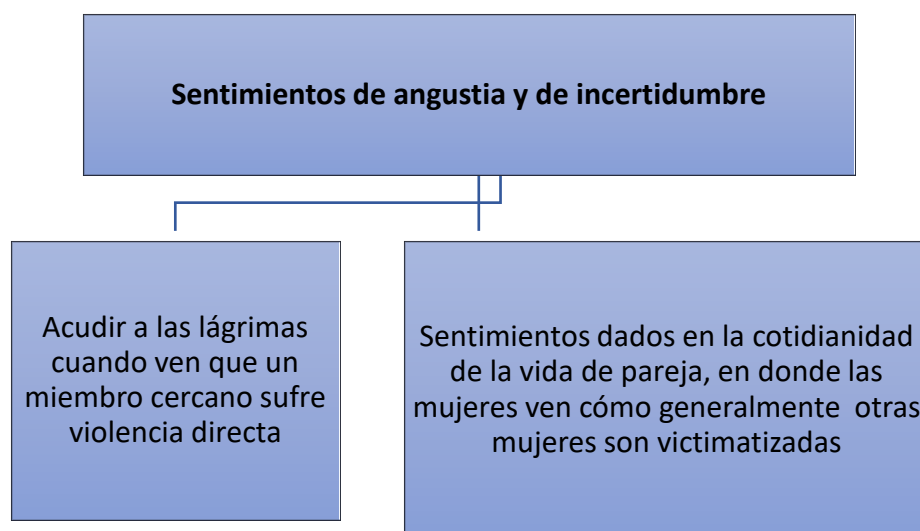 Sentimientos de angustia y de incertidumbre
Acudir a las lágrimas
cuando ven que un
miembro cercano sufre
violencia directa
Sentimientos dados en la cotidianidad
de la vida de pareja, en donde las
mujeres ven cómo generalmente otras
mujeres son victimatizadas